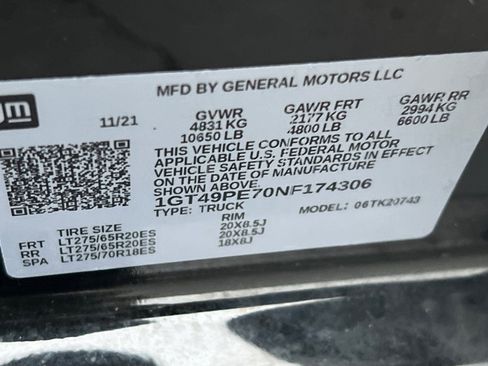 gm
MFD BY GENERAL MOTORS LLC
11/21 GVWR GAWR FRT GAWR RR
4831 KG 2177 KG 2994 KG
10650 LB 4800 LB 6600 LB
THIS VEHICLE CONFORMS TO ALL
APPLICABLE U.S. FEDERAL MOTOR
VEHICLE SAFETY STANDARDS IN
EFFECT ON THE DATE OF
MANUFACTURE SHOWN ABOVE.
1GT49PE70NF174306
TYPE: TRUCK MODEL: 06TK20743
TIRE SIZE RIM
FRT LT275/65R20ES 20X8.5J
RR LT275/65R20ES 20X8.5J
SPA LT275/70R18ES 18X8J